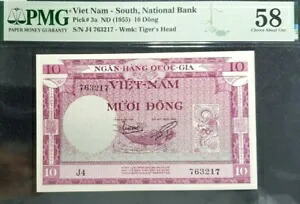 PMG
PAPER MONEY GUARANTY
Viet Nam - South, National Bank
Pick# 3a ND (1955) 10 Dông
S/N J4 763217 - Wmk: Tiger's Head
58
Choice About Unc
NGÂN-HÀNG QUỐC-GIA
10
10
763217
VIỆT-NAM
MƯỜI ĐỒNG
J4
763217
10
10